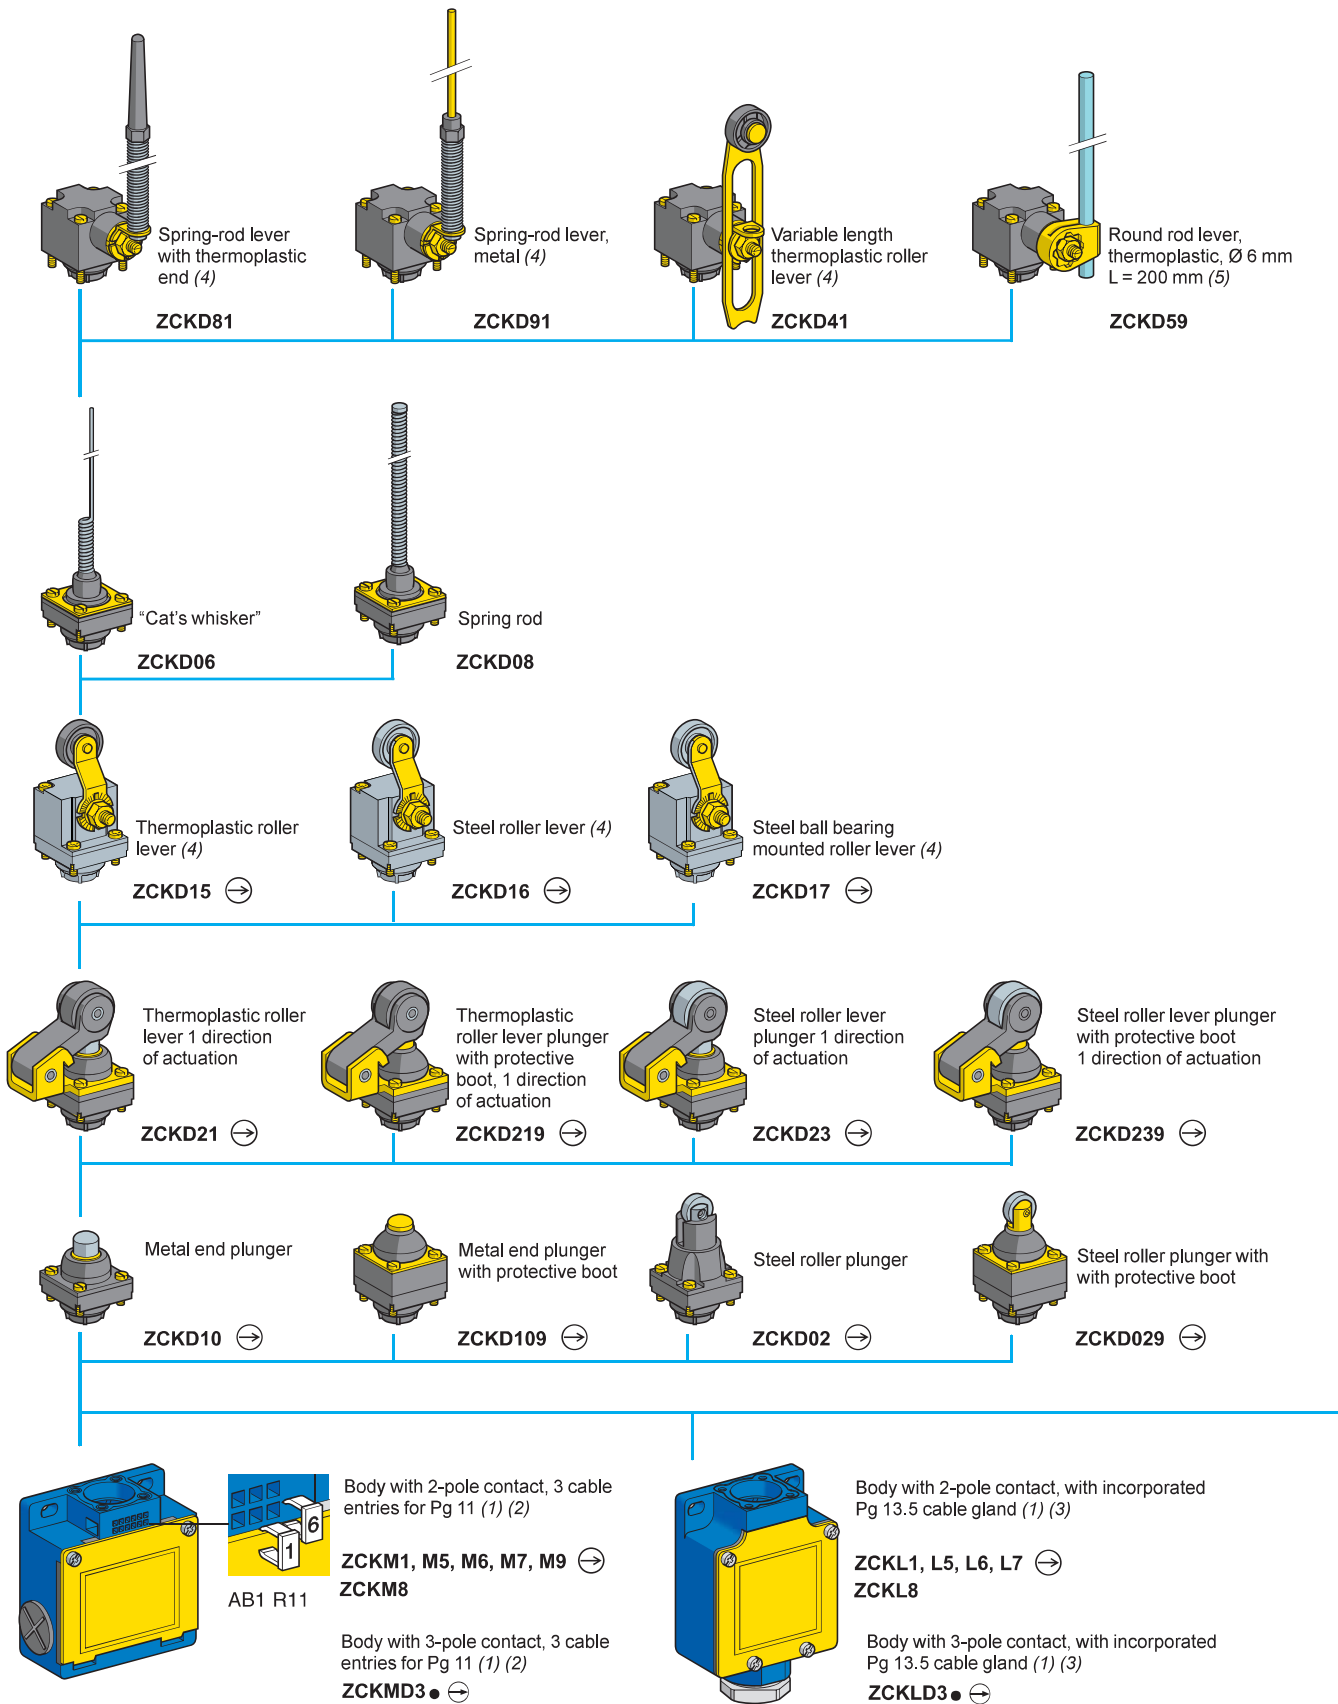 Spring-rod lever
with thermoplastic
end (4)
ZCKD81
Spring-rod lever,
metal (4)
ZCKD91
Variable length
thermoplastic roller
lever (4)
ZCKD41
Round rod lever,
thermoplastic, Ø 6 mm
L = 200 mm (5)
ZCKD59
“Cat's whisker”
ZCKD06
Spring rod
ZCKD08
Thermoplastic roller
lever (4)
ZCKD15
Steel roller lever (4)
ZCKD16
Steel ball bearing
mounted roller lever (4)
ZCKD17
Thermoplastic roller
lever 1 direction
of actuation
ZCKD21
Thermoplastic
roller lever plunger
with protective
boot, 1 direction
of actuation
ZCKD219
Steel roller lever
plunger 1 direction
of actuation
ZCKD23
Steel roller lever plunger
with protective boot
1 direction of actuation
ZCKD239
Metal end plunger
ZCKD10
Metal end plunger
with protective boot
ZCKD109
Steel roller plunger
ZCKD02
Steel roller plunger with
with protective boot
ZCKD029
6
1
AB1 R11
Body with 2-pole contact, 3 cable
entries for Pg 11 (1) (2)
ZCKM1, M5, M6, M7, M9
ZCKM8
Body with 3-pole contact, 3 cable
entries for Pg 11 (1) (2)
ZCKMD3●
Body with 2-pole contact, with incorporated
Pg 13.5 cable gland (1) (3)
ZCKL1, L5, L6, L7
ZCKL8
Body with 3-pole contact, with incorporated
Pg 13.5 cable gland (1) (3)
ZCKLD3●